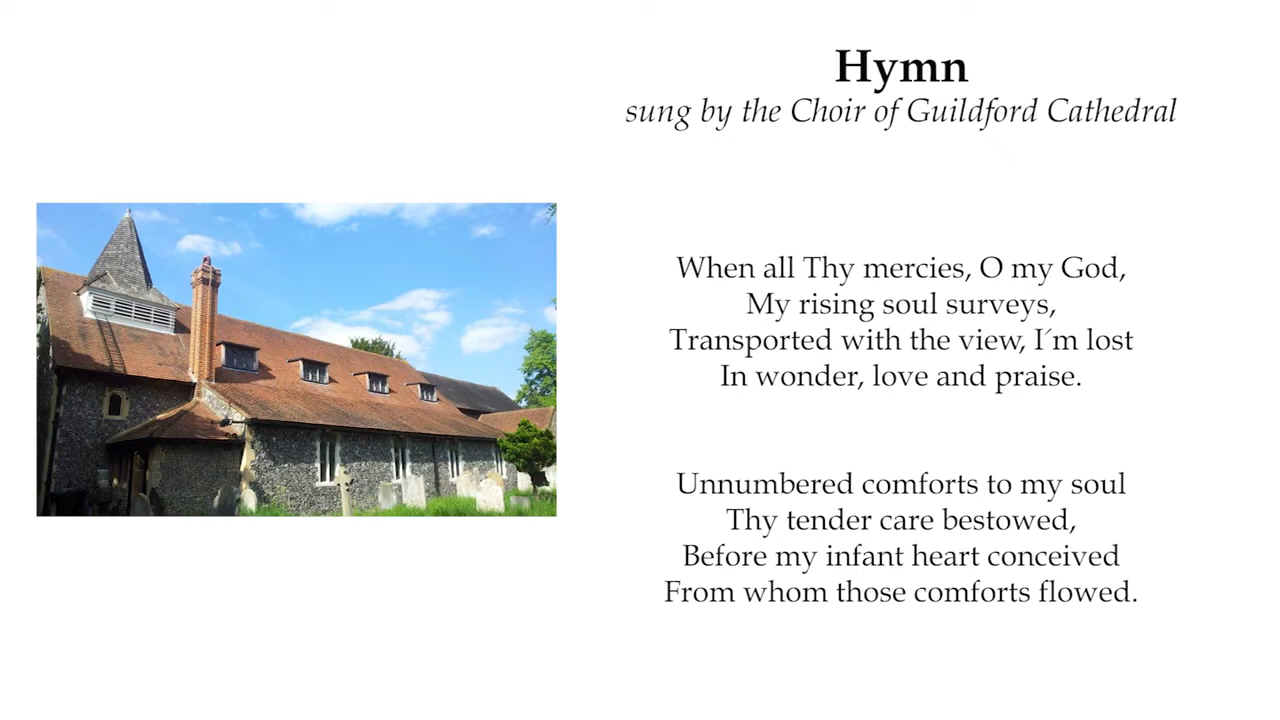 Hymn
sung by the Choir of Guildford Cathedral
When all Thy mercies, O my God,
My rising soul surveys,
Transported with the view, I´m lost
In wonder, love and praise.
Unnumbered comforts to my soul
Thy tender care bestowed,
Before my infant heart conceived
From whom those comforts flowed.